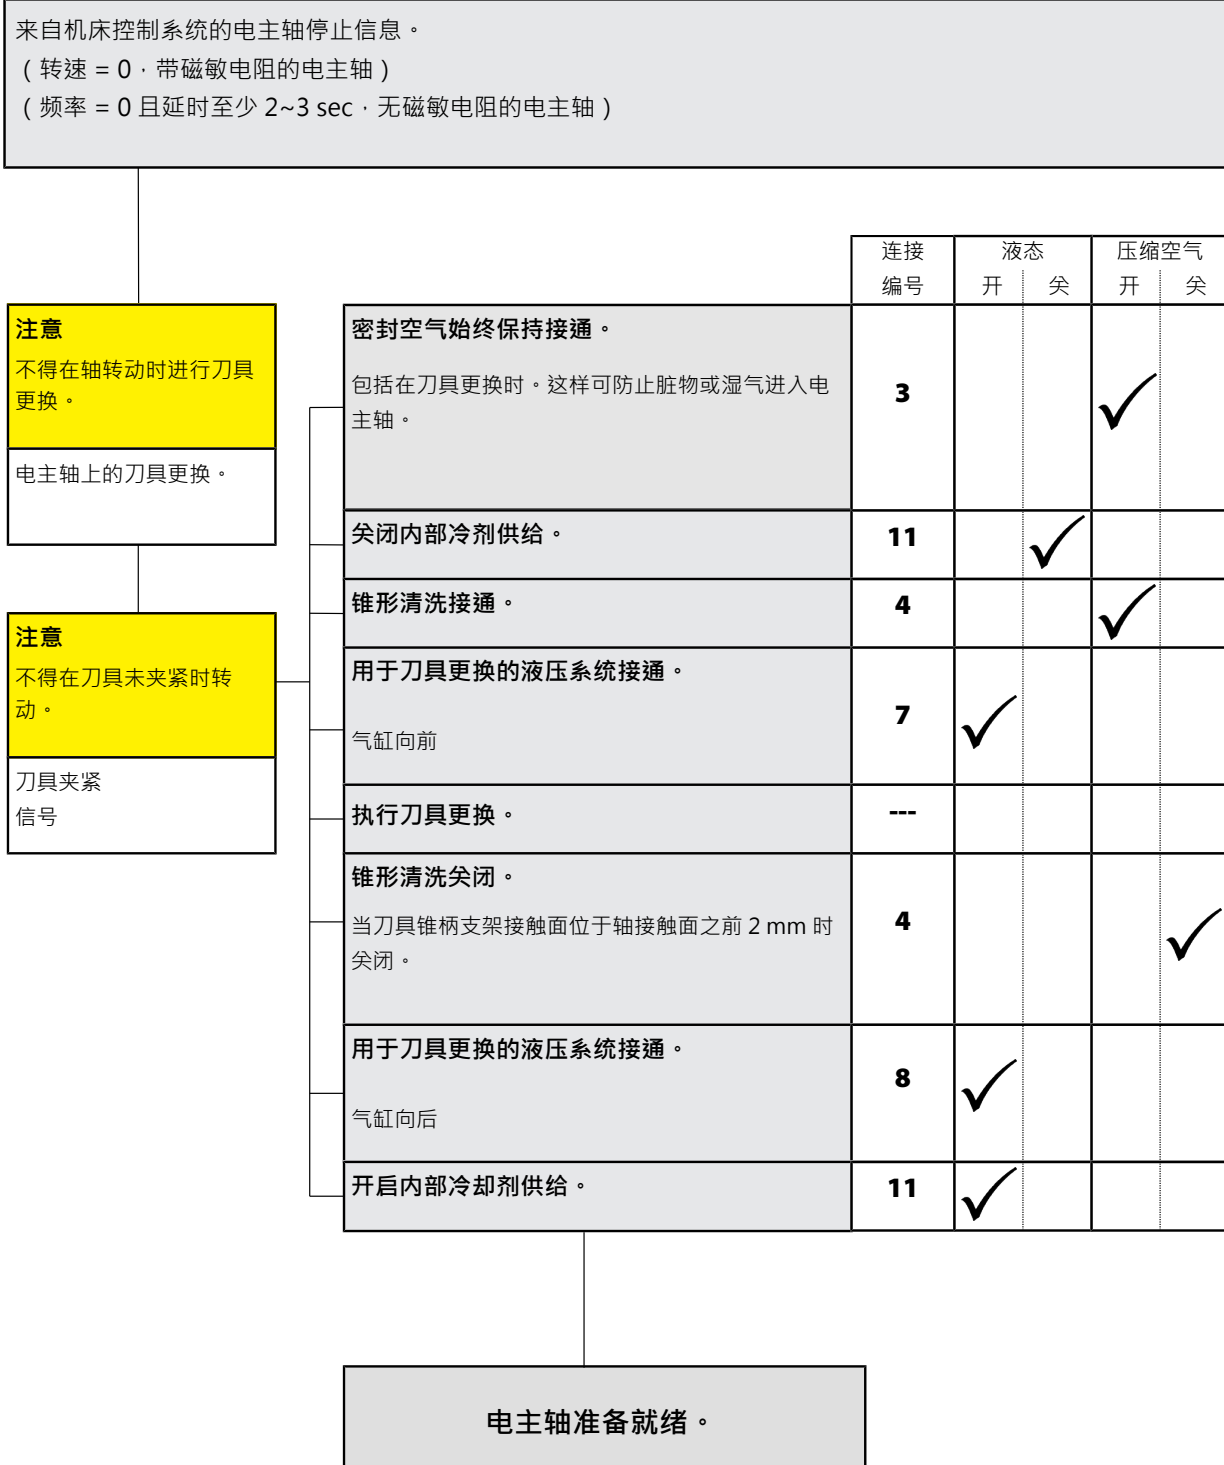 来自机床控制系统的电主轴停止信息。
（转速 = 0，带磁敏电阻的电主轴）
（频率 = 0 且延时至少 2~3 sec，无磁敏电阻的电主轴）
连接 液态 压缩空气
编号 开 关 开 关
注意
不得在轴转动时进行刀具
更换。
电主轴上的刀具更换。
注意
不得在刀具未夹紧时转
动。
刀具夹紧
信号
密封空气始终保持接通。
包括在刀具更换时。这样可防止脏物或湿气进入电
主轴。
3
关闭内部冷剂供给。
11
锥形清洗接通。
4
用于刀具更换的液压系统接通。
气缸向前
7
执行刀具更换。
---
锥形清洗关闭。
当刀具锥柄支架接触面位于轴接触面之前 2 mm 时
关闭。
4
用于刀具更换的液压系统接通。
气缸向后
8
开启内部冷却剂供给。
11
电主轴准备就绪。